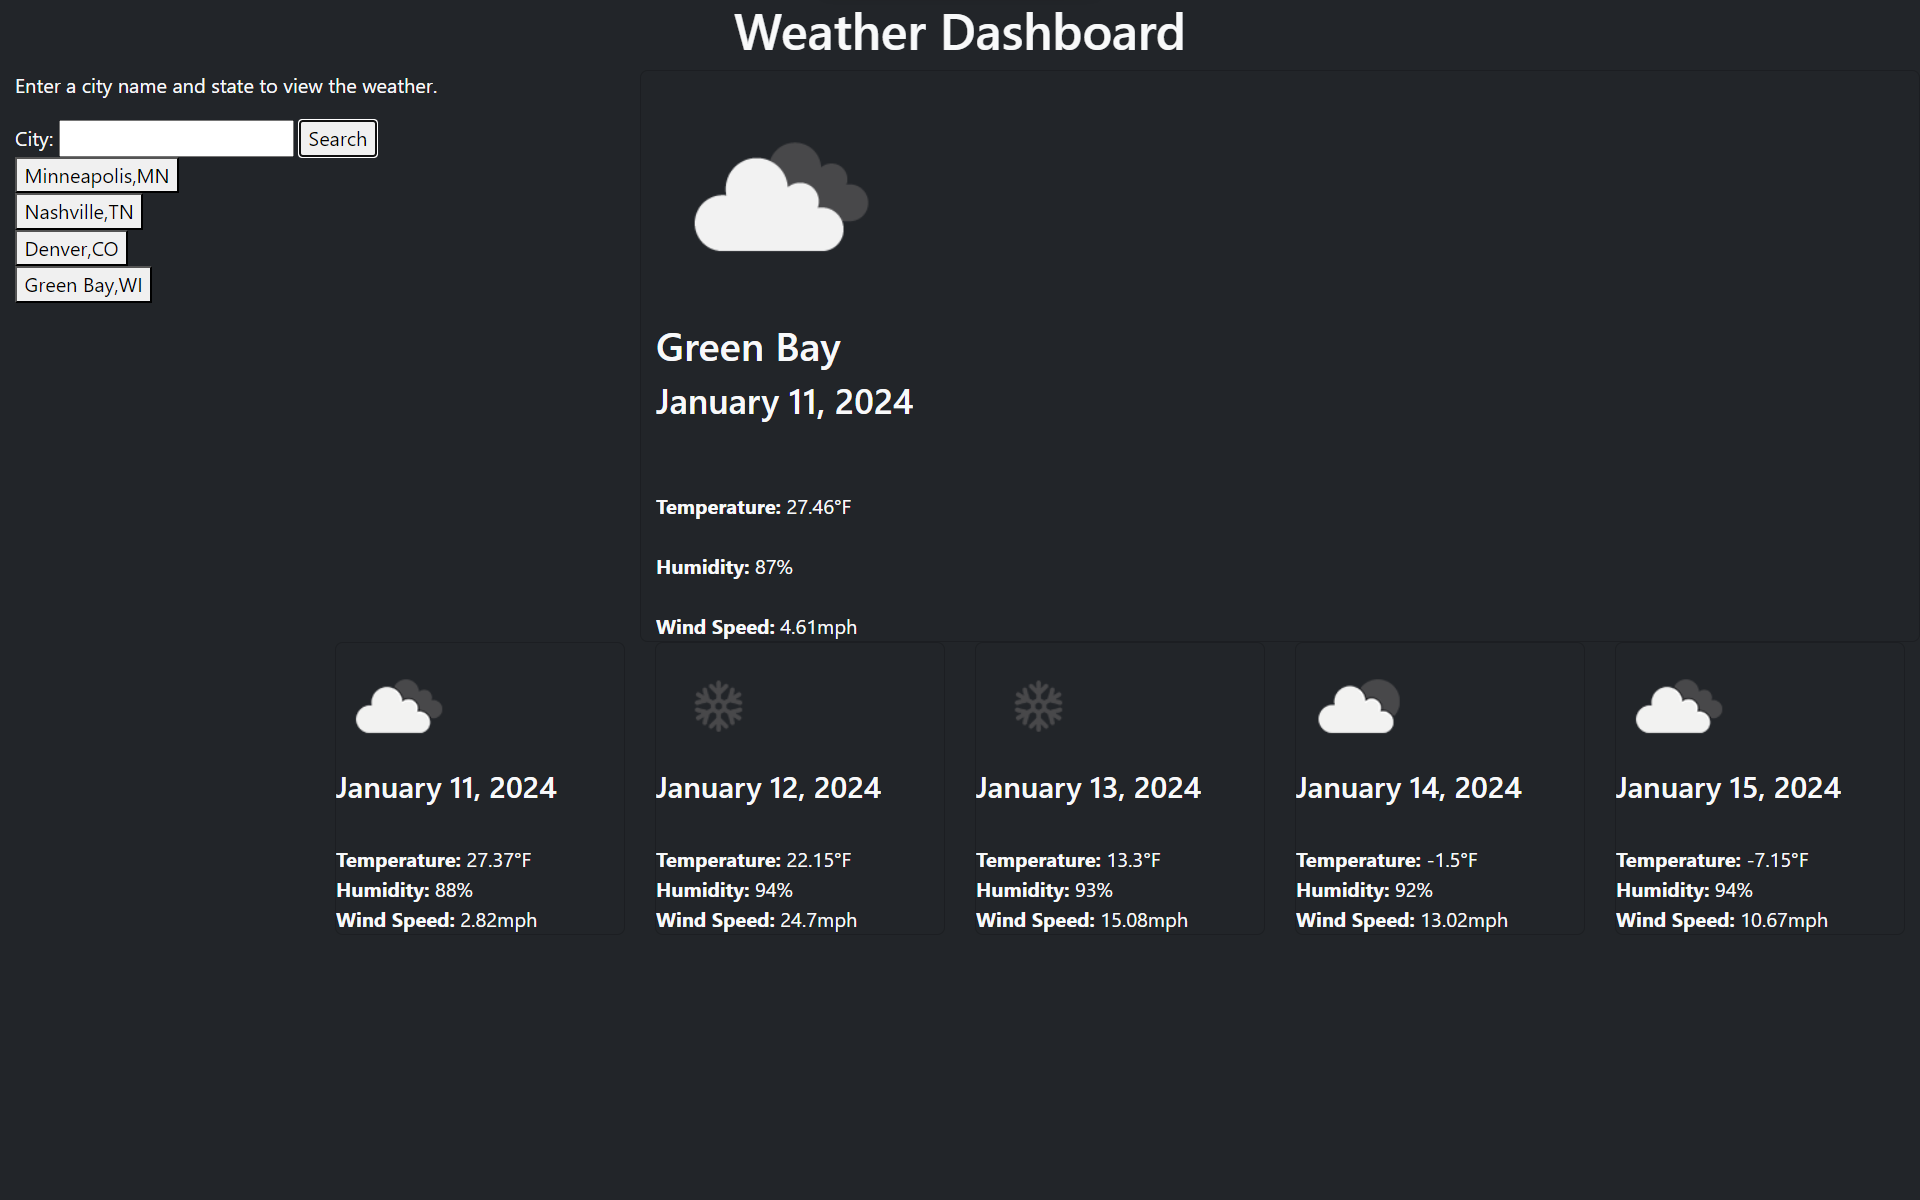 Weather Dashboard
Enter a city name and state to view the weather.
City: Search
Minneapolis,MN
Nashville,TN
Denver,CO
Green Bay,WI
Green Bay
January 11, 2024
Temperature: 27.46°F
Humidity: 87%
Wind Speed: 4.61mph
January 11, 2024
Temperature: 27.37°F
Humidity: 88%
Wind Speed: 2.82mph
January 12, 2024
Temperature: 22.15°F
Humidity: 94%
Wind Speed: 24.7mph
January 13, 2024
Temperature: 13.3°F
Humidity: 93%
Wind Speed: 15.08mph
January 14, 2024
Temperature: -1.5°F
Humidity: 92%
Wind Speed: 13.02mph
January 15, 2024
Temperature: -7.15°F
Humidity: 94%
Wind Speed: 10.67mph